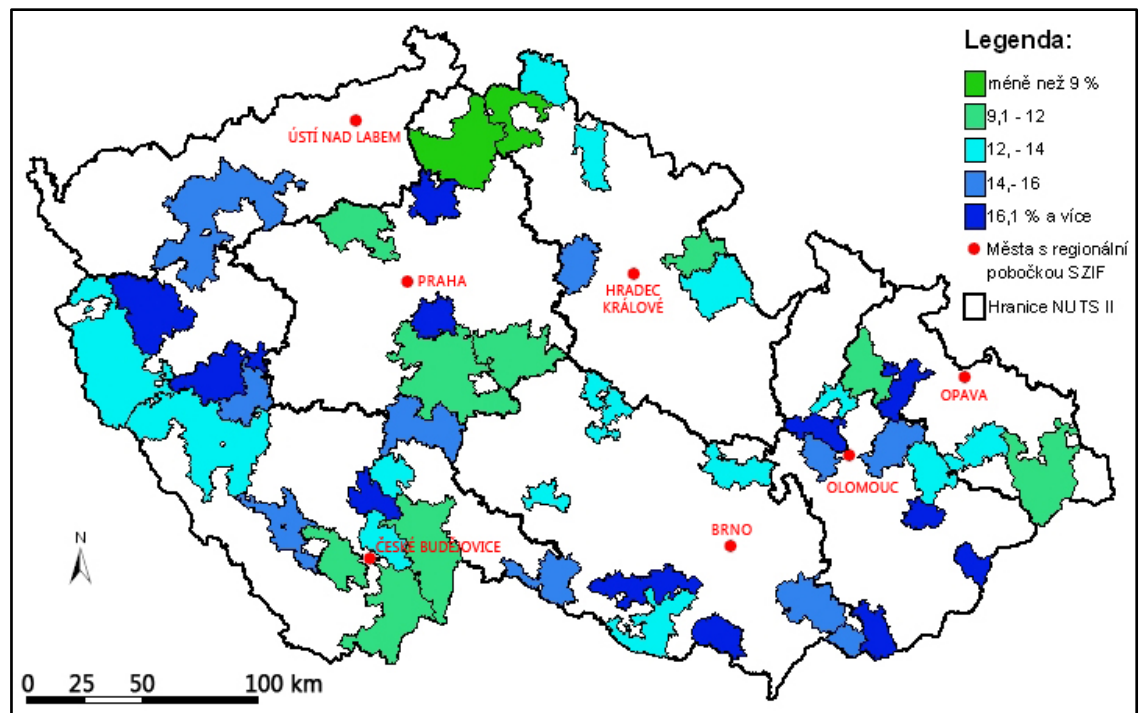 Legenda:
méně než 9 %
9,1 - 12
12, - 14
14,- 16
16,1 % a více
Města s regionální
pobočkou SZIF
Hranice NUTS II
ÚSTÍ NAD LABEM
PRAHA
HRADEC
KRÁLOVÉ
OPAVA
OLOMOUC
BRNO
ČESKÉ BUDĚJOVICE
N
0 25 50 100 km